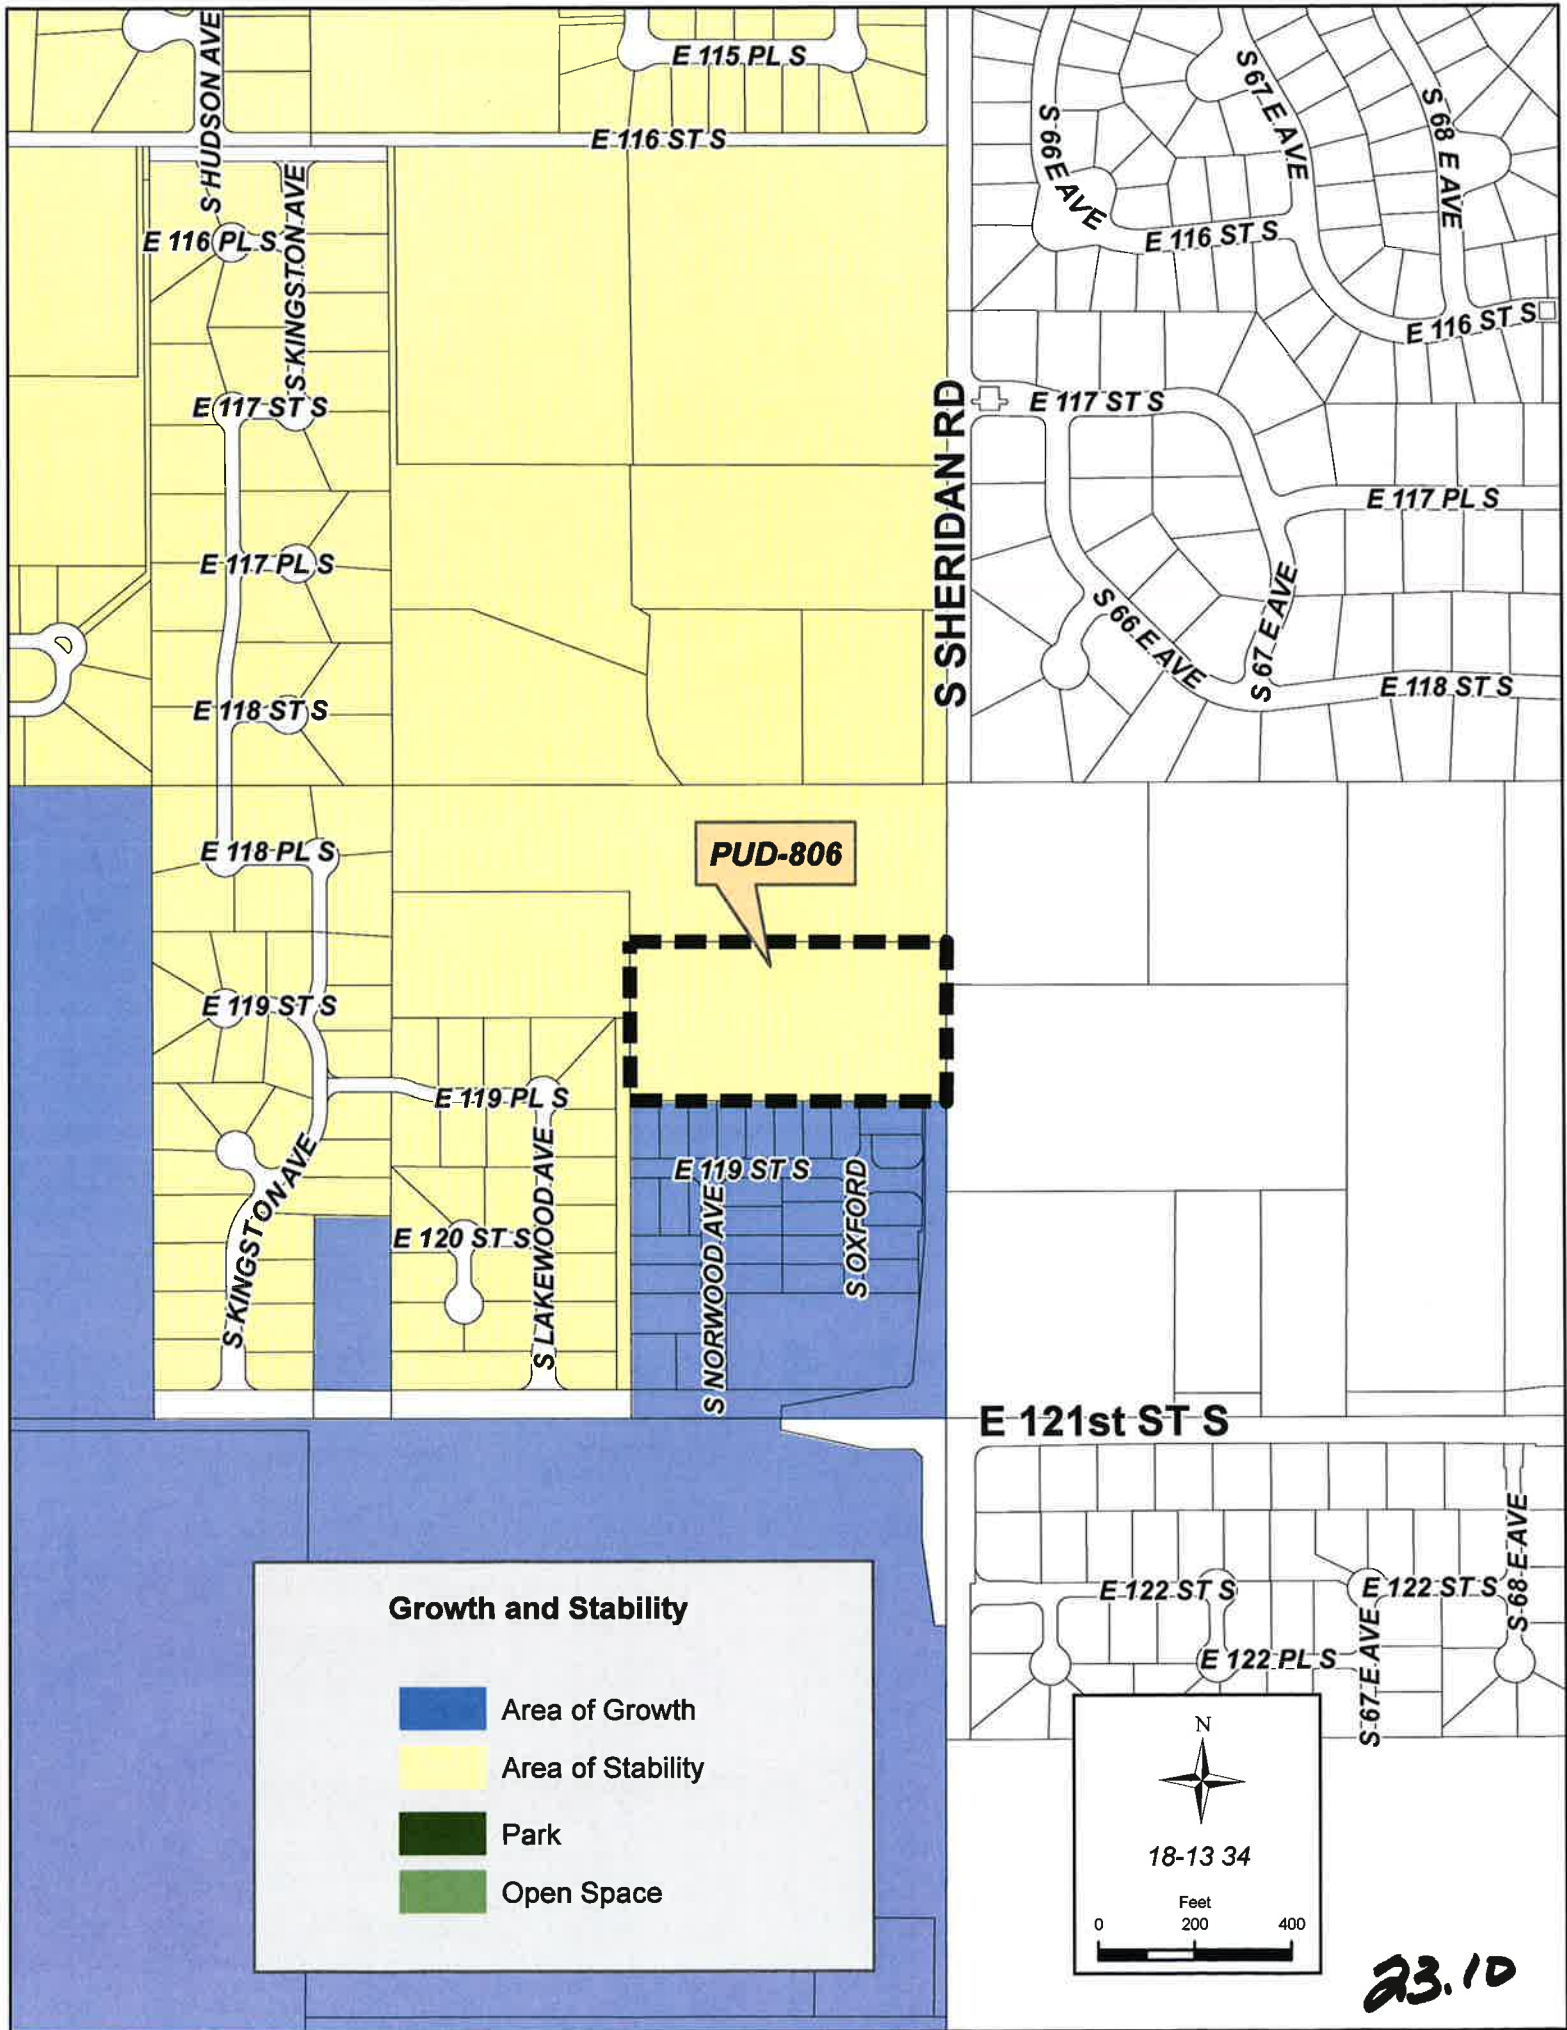 S HUDSON AVE
E 115 PL S
E 116 ST S
S 66 E AVE
S 67 E AVE
S 68 E AVE
S KINGSTON AVE
E 116 PL S
E 116 ST S
E 116 ST S
E 117 ST S
S SHERIDAN RD
E 117 ST S
E 117 PL S
E 117 PL S
S 66 E AVE
S 67 E AVE
E 118 ST S
E 118 ST S
E 118 PL S
PUD-806
E 119 ST S
E 119 PL S
E 119 ST S
S KINGSTON AVE
E 120 ST S
S LAKEWOOD AVE
S NORWOOD AVE
S OXFORD
E 121st ST S
E 122 ST S
E 122 ST S
S 68 E AVE
E 122 PL S
S 67 E AVE
Growth and Stability
Area of Growth
Area of Stability
Park
Open Space
N
18-13 34
Feet
0 200 400
23.10